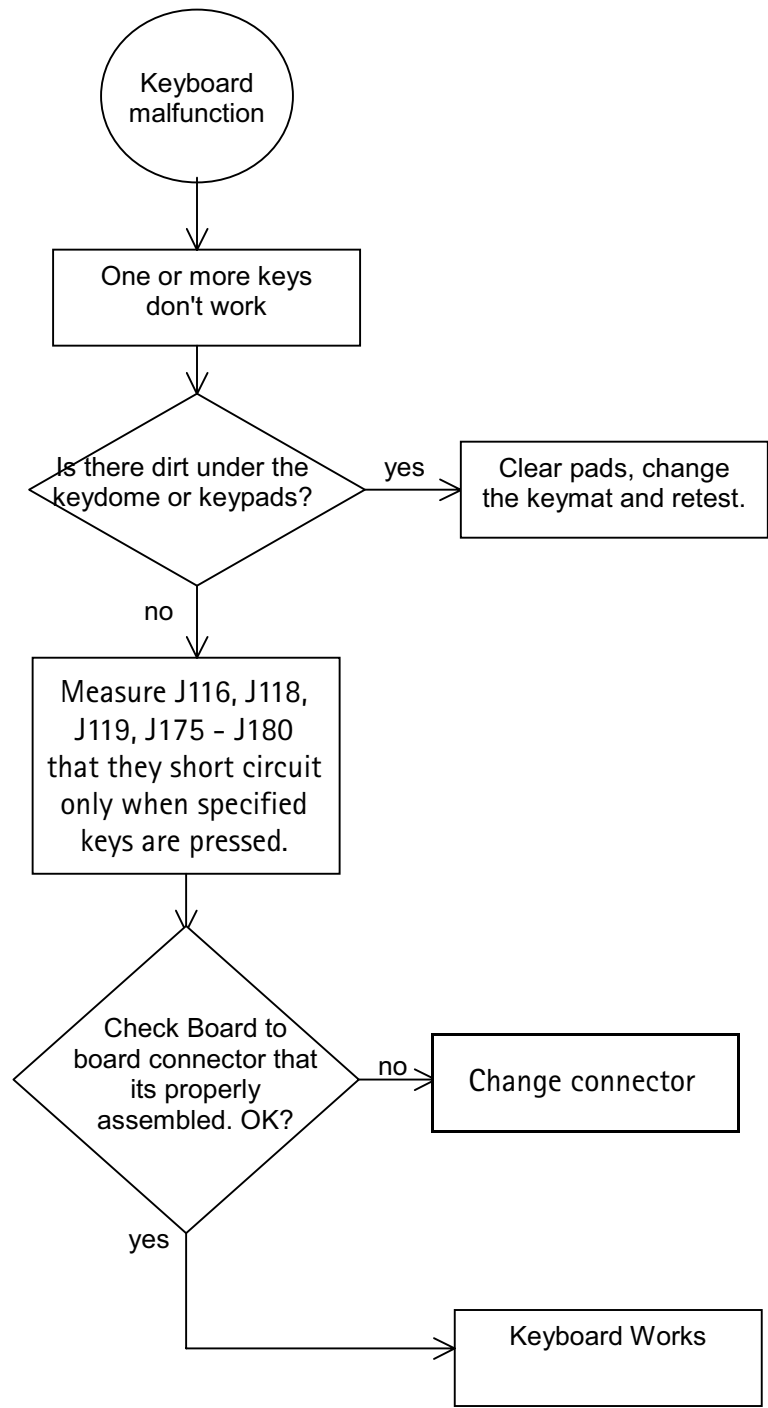 Keyboard
malfunction
One or more keys
don't work
Is there dirt under the
keydome or keypads?
yes
Clear pads, change
the keymat and retest.
no
Measure J116, J118,
J119, J175 - J180
that they short circuit
only when specified
keys are pressed.
Check Board to
board connector that
its properly
assembled. OK?
no
Change connector
yes
Keyboard Works